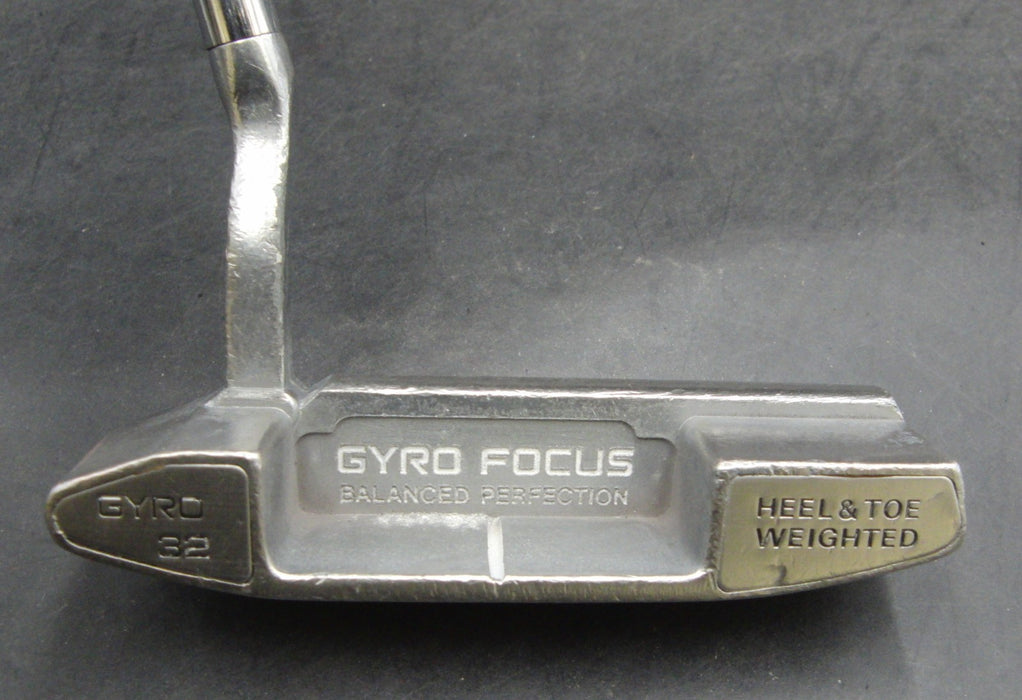 GYRO FOCUS
BALANCED PERFECTION
GYRO
32
HEEL & TOE
WEIGHTED